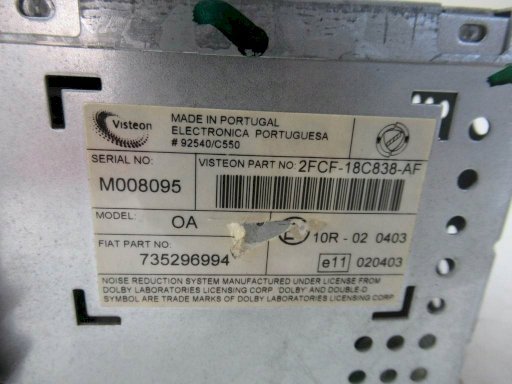 Visteon
MADE IN PORTUGAL
ELECTRONICA PORTUGUESA
# 92540/C550
SERIAL NO:
M008095
VISTEON PART NO: 2FCF-18C838-AF
MODEL: OA
FIAT PART NO:
735296994
10R - 02 0403
e11 020403
NOISE REDUCTION SYSTEM MANUFACTURED UNDER LICENSE FROM
DOLBY LABORATORIES LICENSING CORP 'DOLBY' AND DOUBLE-D
SYMBOL ARE TRADE MARKS OF DOLBY LABORATORIES LICENSING CORP